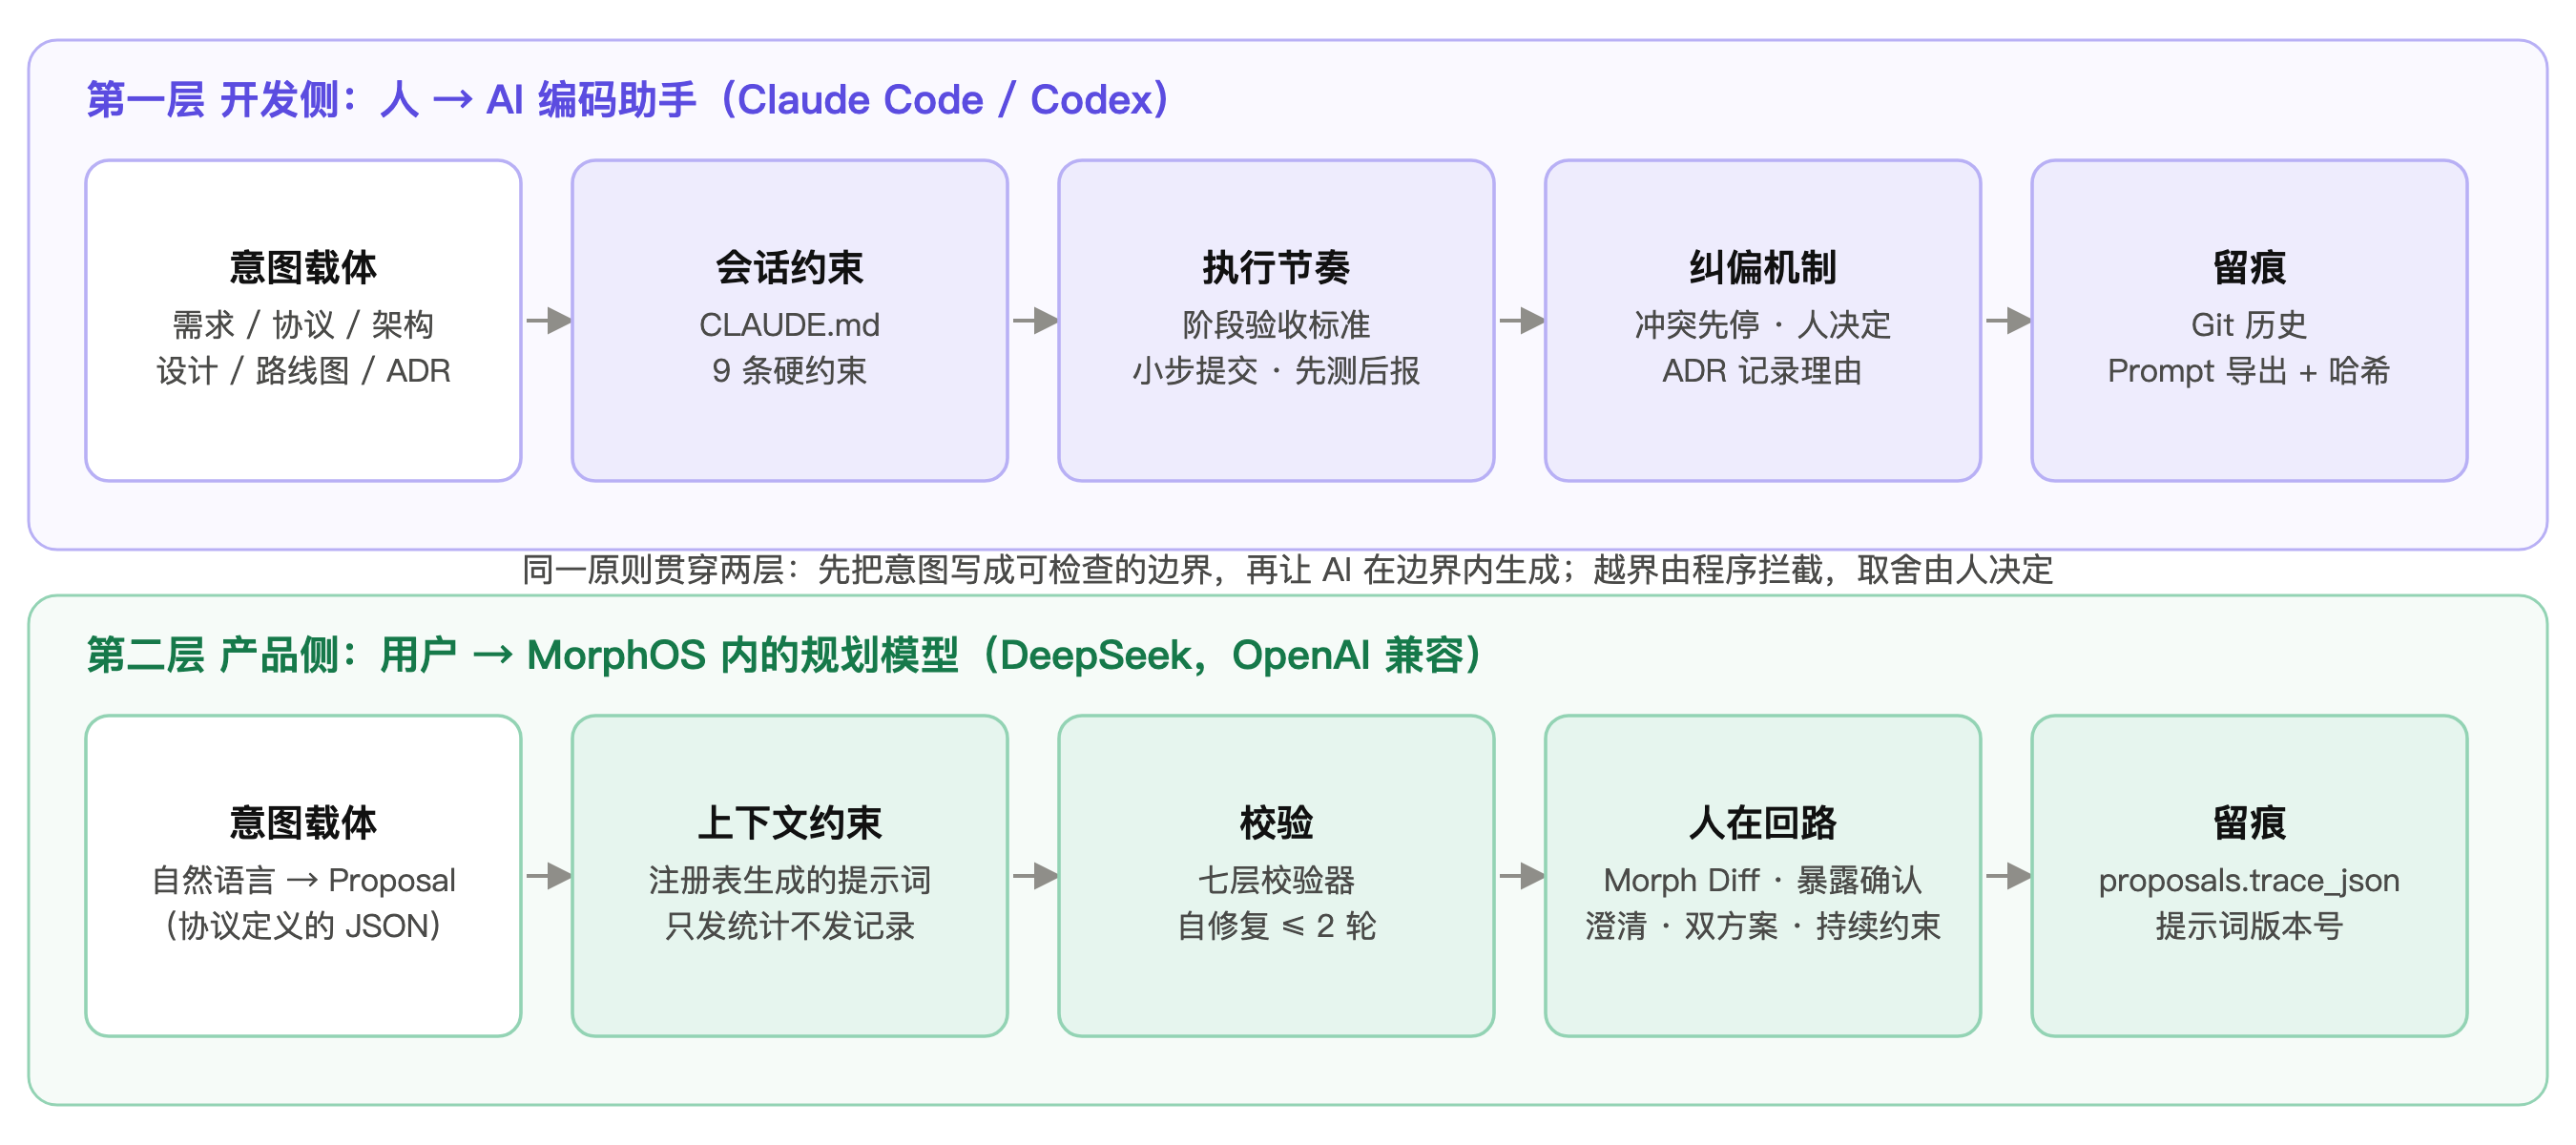 第一层 开发侧：人 → AI 编码助手（Claude Code / Codex）
意图载体
需求 / 协议 / 架构
设计 / 路线图 / ADR
会话约束
CLAUDE.md
9 条硬约束
执行节奏
阶段验收标准
小步提交 · 先测后报
纠偏机制
冲突先停 · 人决定
ADR 记录理由
留痕
Git 历史
Prompt 导出 + 哈希
同一原则贯穿两层：先把意图写成可检查的边界，再让 AI 在边界内生成；越界由程序拦截，取舍由人决定
第二层 产品侧：用户 → MorphOS 内的规划模型（DeepSeek，OpenAI 兼容）
意图载体
自然语言 → Proposal
（协议定义的 JSON）
上下文约束
注册表生成的提示词
只发统计不发记录
校验
七层校验器
自修复 ≤ 2 轮
人在回路
Morph Diff · 暴露确认
澄清 · 双方案 · 持续约束
留痕
proposals.trace_json
提示词版本号